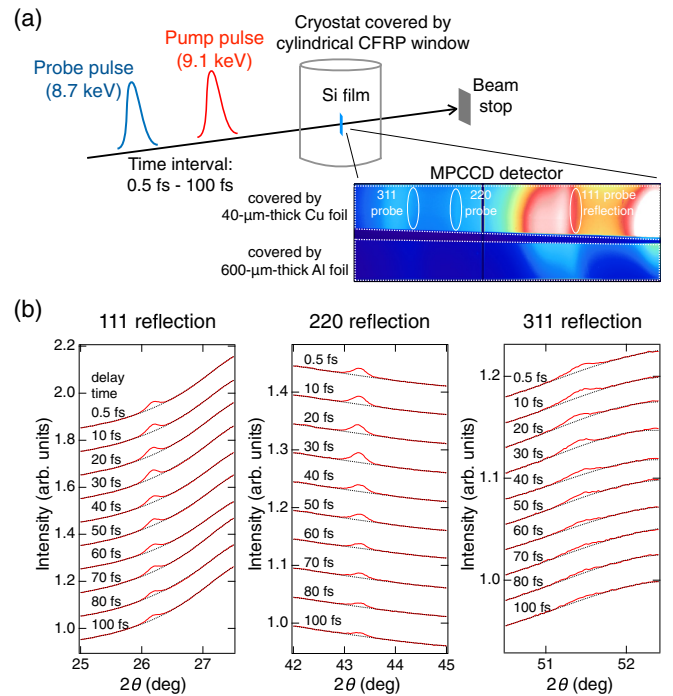 (a)
Cryostat covered by
cylindrical CFRP window
Pump pulse
(9.1 keV)
Probe pulse
(8.7 keV)
Si film
Beam
stop
Time interval:
0.5 fs - 100 fs
MPCCD detector
covered by
40-μm-thick Cu foil
311
probe
220
probe
111 probe
reflection
covered by
600-μm-thick Al foil
(b)
111 reflection
220 reflection
311 reflection
Intensity (arb. units)
2.2
2.0
1.8
1.6
1.4
1.2
1.0
delay
time
0.5 fs
10 fs
20 fs
30 fs
40 fs
50 fs
60 fs
70 fs
80 fs
100 fs
25
26
27
2θ (deg)
Intensity (arb. units)
1.4
1.3
1.2
1.1
1.0
0.5 fs
10 fs
20 fs
30 fs
40 fs
50 fs
60 fs
70 fs
80 fs
100 fs
42
43
44
45
2θ (deg)
Intensity (arb. units)
1.2
1.1
1.0
0.5 fs
10 fs
20 fs
30 fs
40 fs
50 fs
60 fs
70 fs
80 fs
100 fs
51
52
2θ (deg)